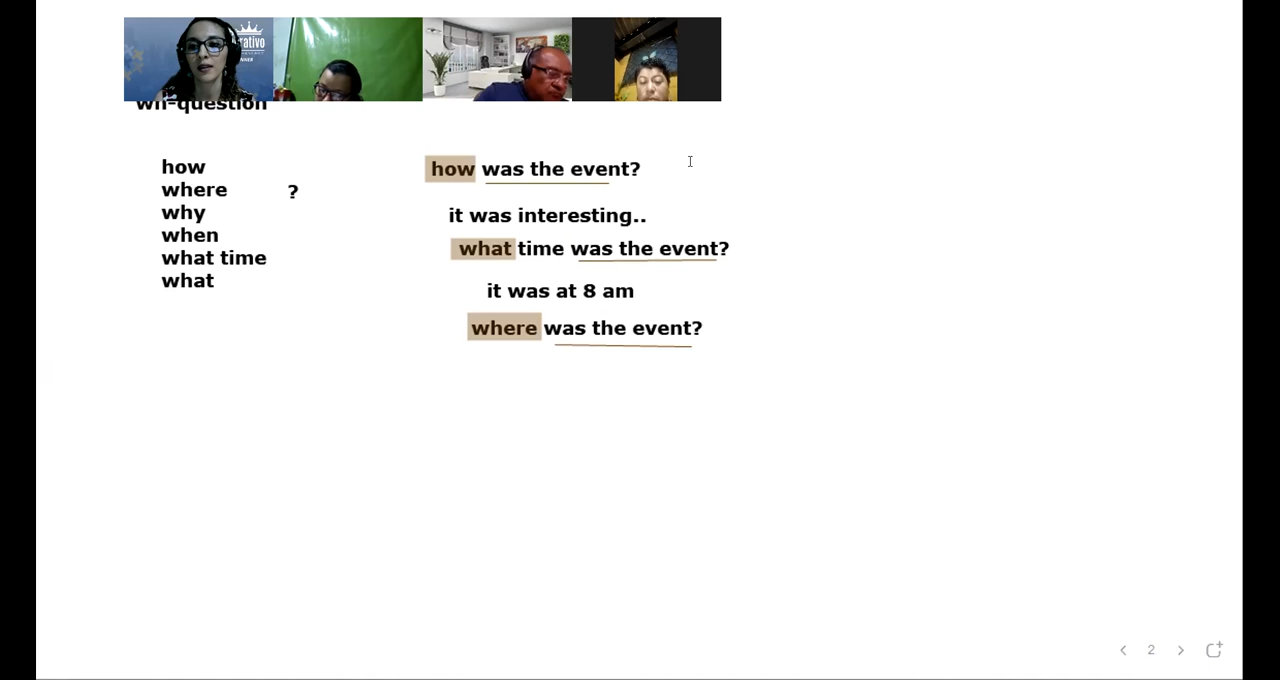 rativo
wh-question
how
where
?
why
when
what time
what
how was the event?
it was interesting..
what time was the event?
it was at 8 am
where was the event?
2